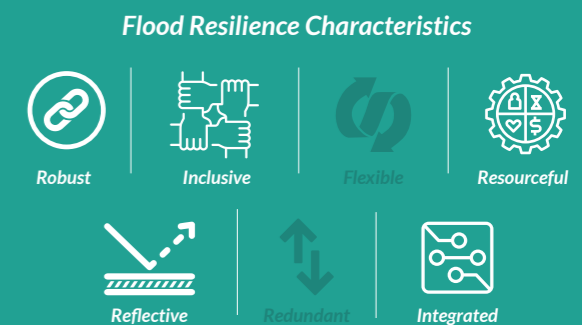 Flood Resilience Characteristics
Robust
Inclusive
Flexible
Resourceful
Reflective
Redundant
Integrated